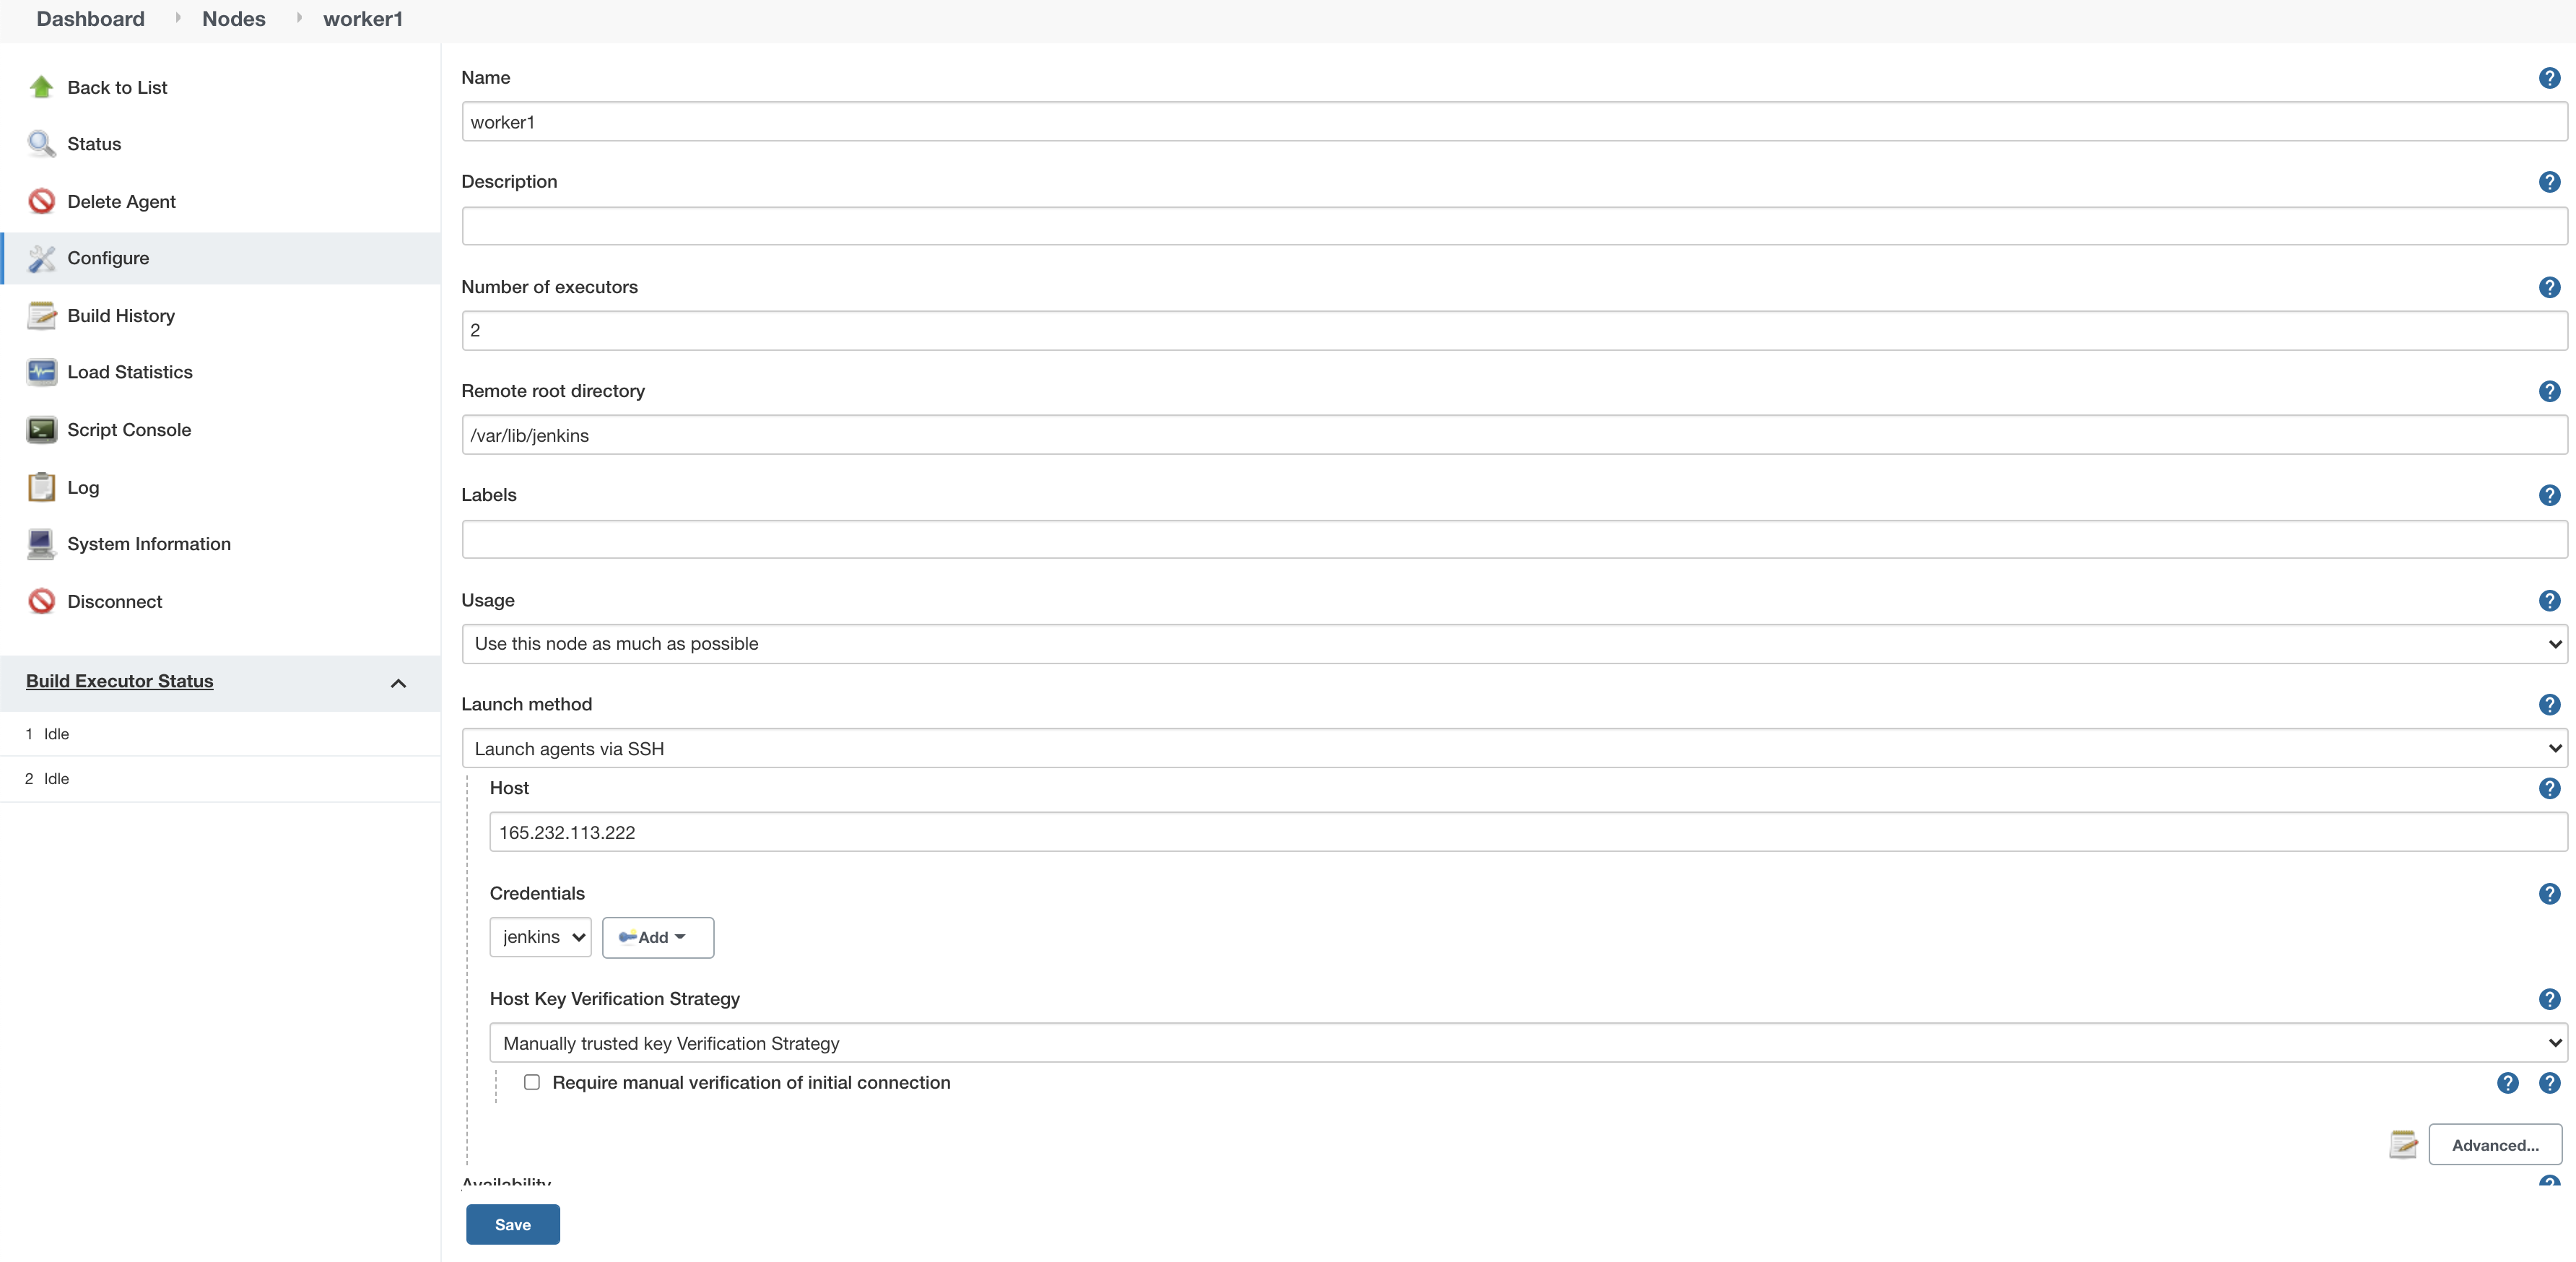 Dashboard Nodes worker1
Back to List
Status
Delete Agent
Configure
Build History
Load Statistics
Script Console
Log
System Information
Disconnect
Build Executor Status
1 Idle
2 Idle
Name
worker1
Description
Number of executors
2
Remote root directory
/var/lib/jenkins
Labels
Usage
Use this node as much as possible
Launch method
Launch agents via SSH
Host
165.232.113.222
Credentials
jenkins Add
Host Key Verification Strategy
Manually trusted key Verification Strategy
Require manual verification of initial connection
Advanced...
Availability
Save